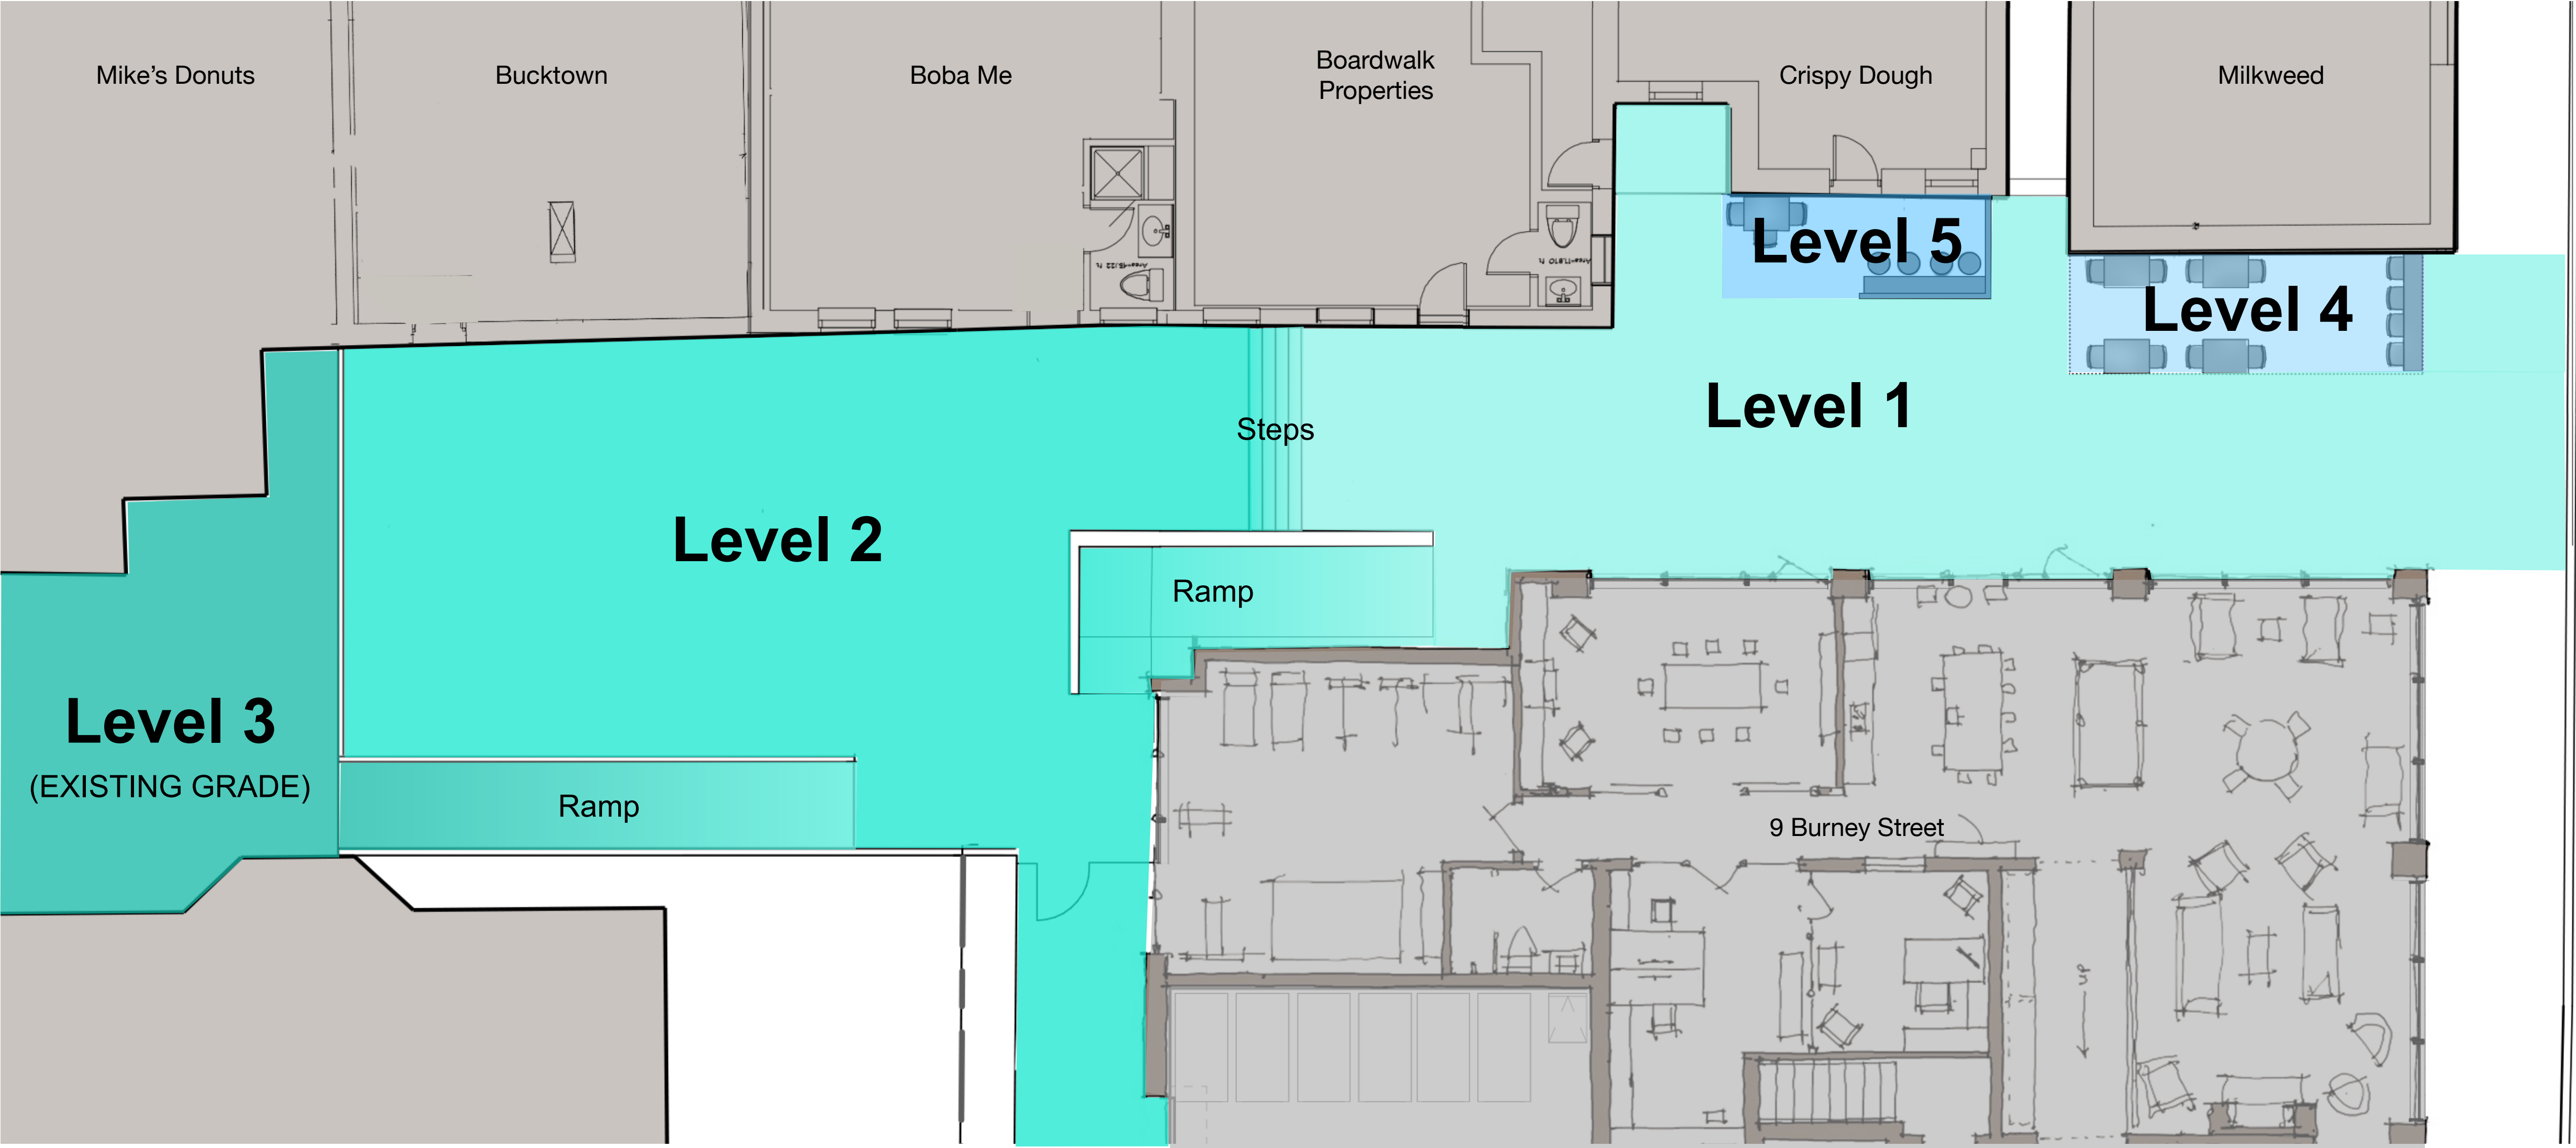 Mike's Donuts
Bucktown
Boba Me
Boardwalk
Properties
Crispy Dough
Milkweed
Level 5
Level 4
Level 1
Steps
Level 2
Ramp
Level 3
(EXISTING GRADE)
Ramp
9 Burney Street
UP